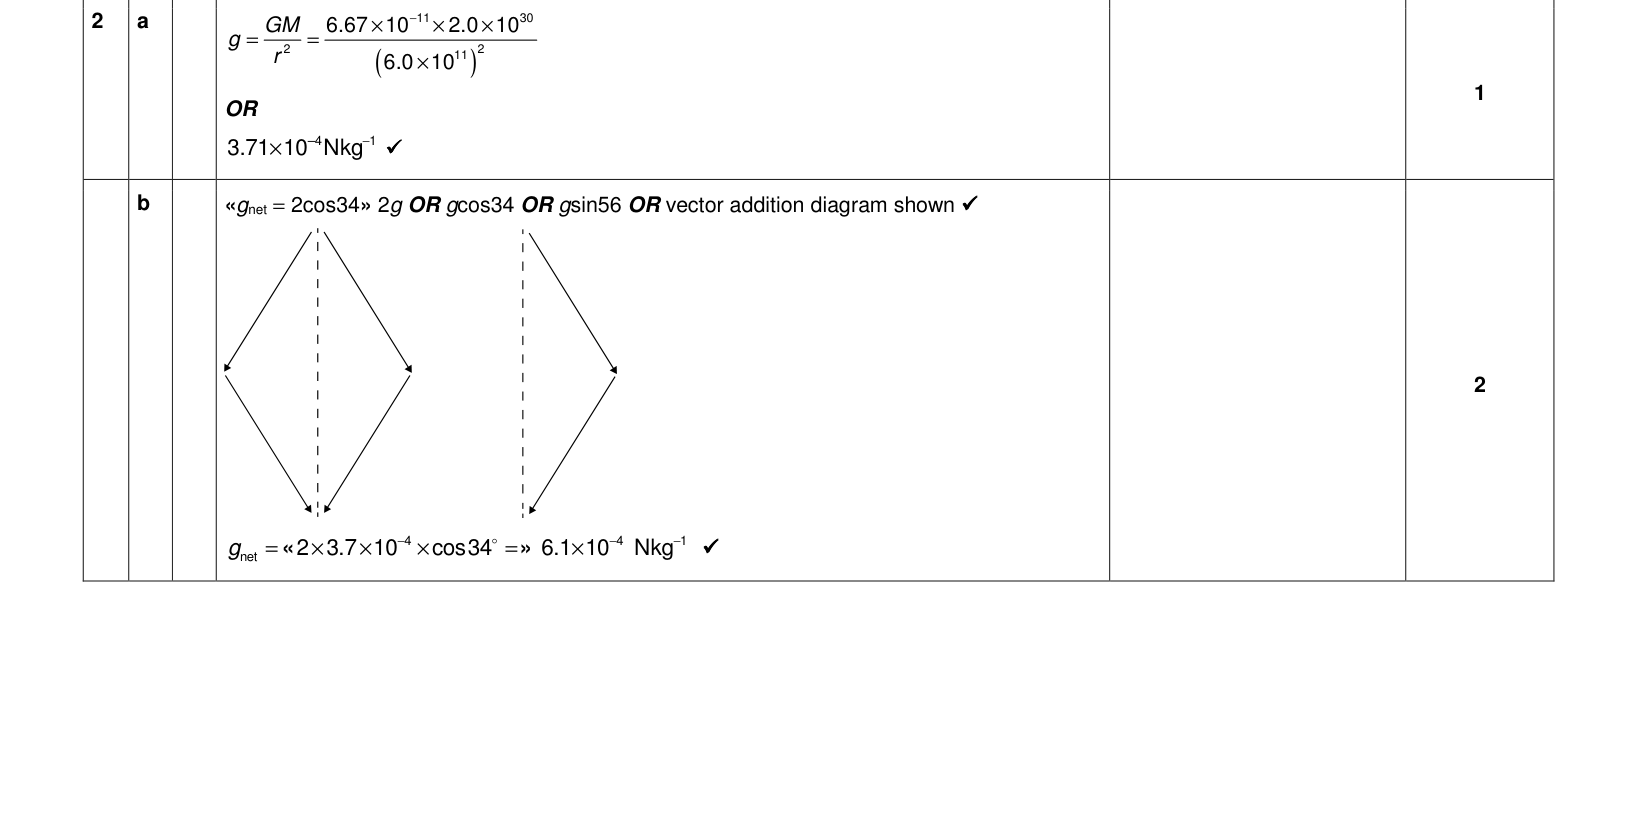 2 a g = GM / r² = 6.67×10⁻¹¹×2.0×10³⁰ / (6.0×10¹¹)²
OR
1
3.71×10⁻⁴Nkg⁻¹ ✓
b «gnet = 2cos34» 2g OR gcos34 OR gsin56 OR vector addition diagram shown ✓
2
gnet = «2×3.7×10⁻⁴×cos34° =» 6.1×10⁻⁴ Nkg⁻¹ ✓